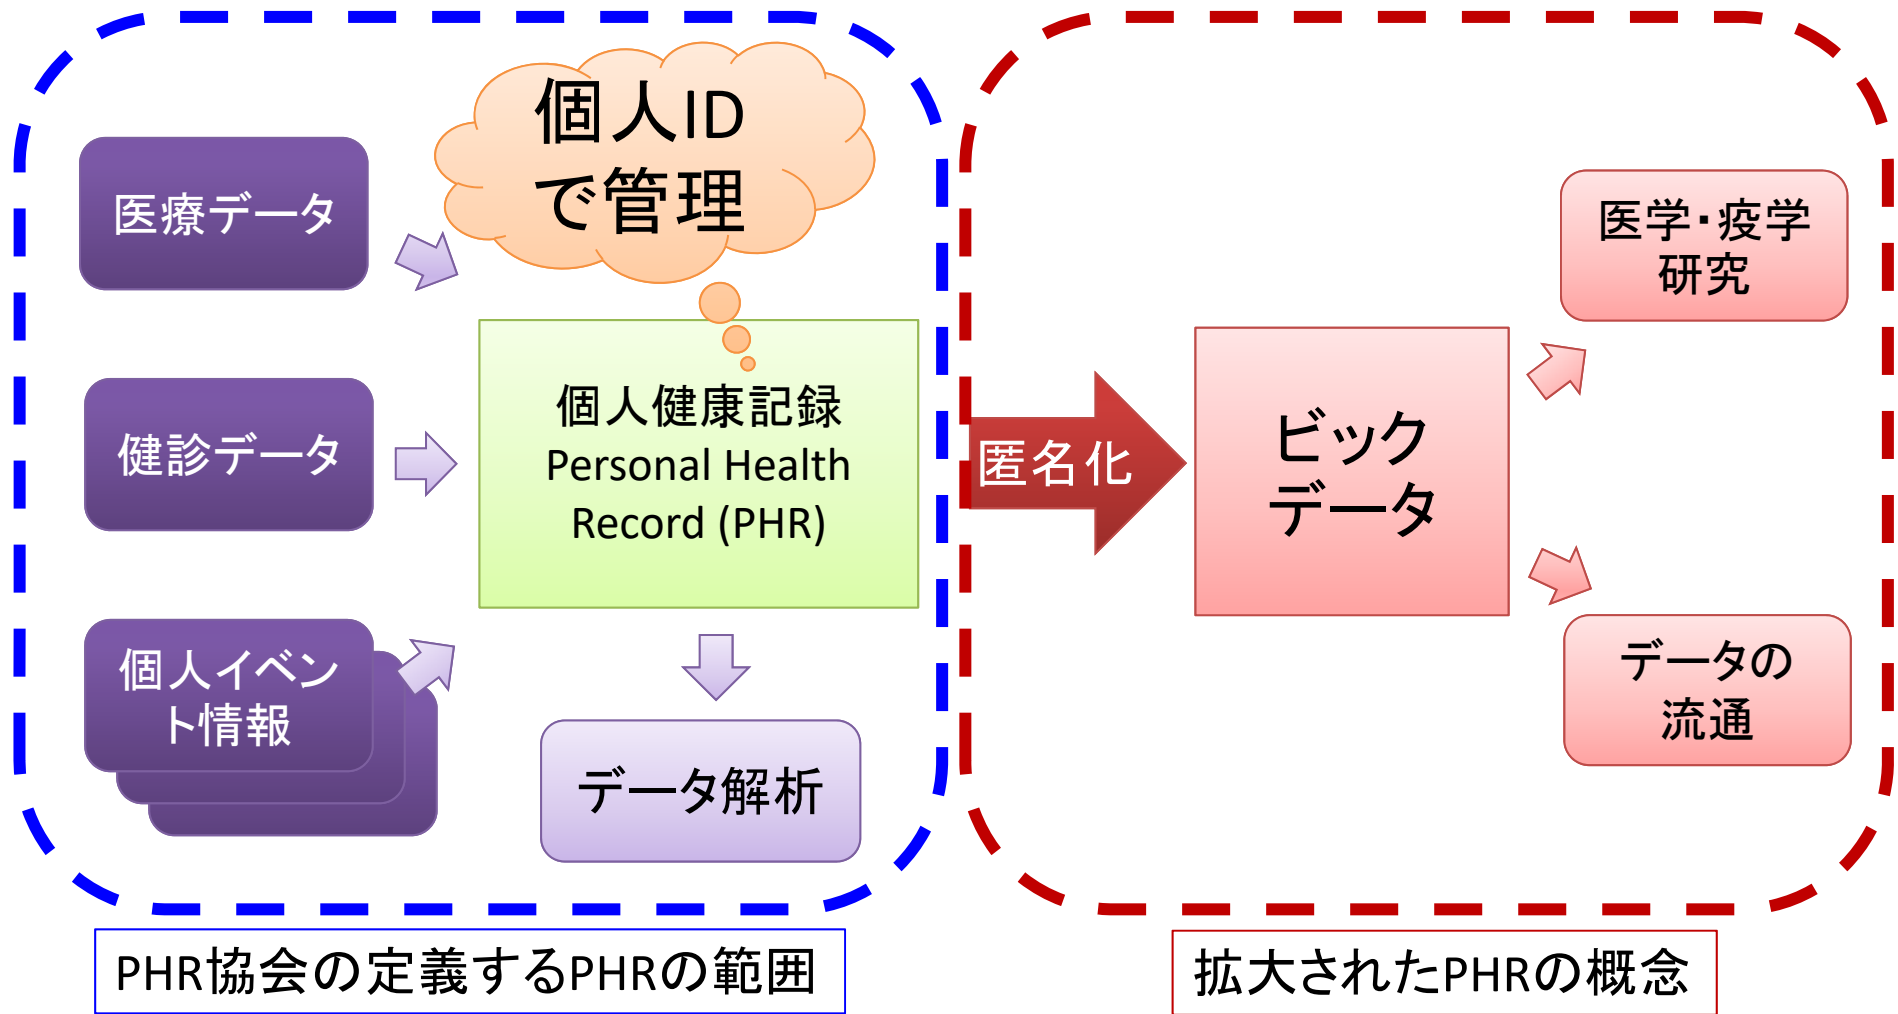 個人ID
で管理
医療データ
健診データ
個人イベン
ト情報
個人健康記録
Personal Health
Record (PHR)
データ解析
PHR協会の定義するPHRの範囲
匿名化
ビック
データ
医学・疫学
研究
データの
流通
拡大されたPHRの概念